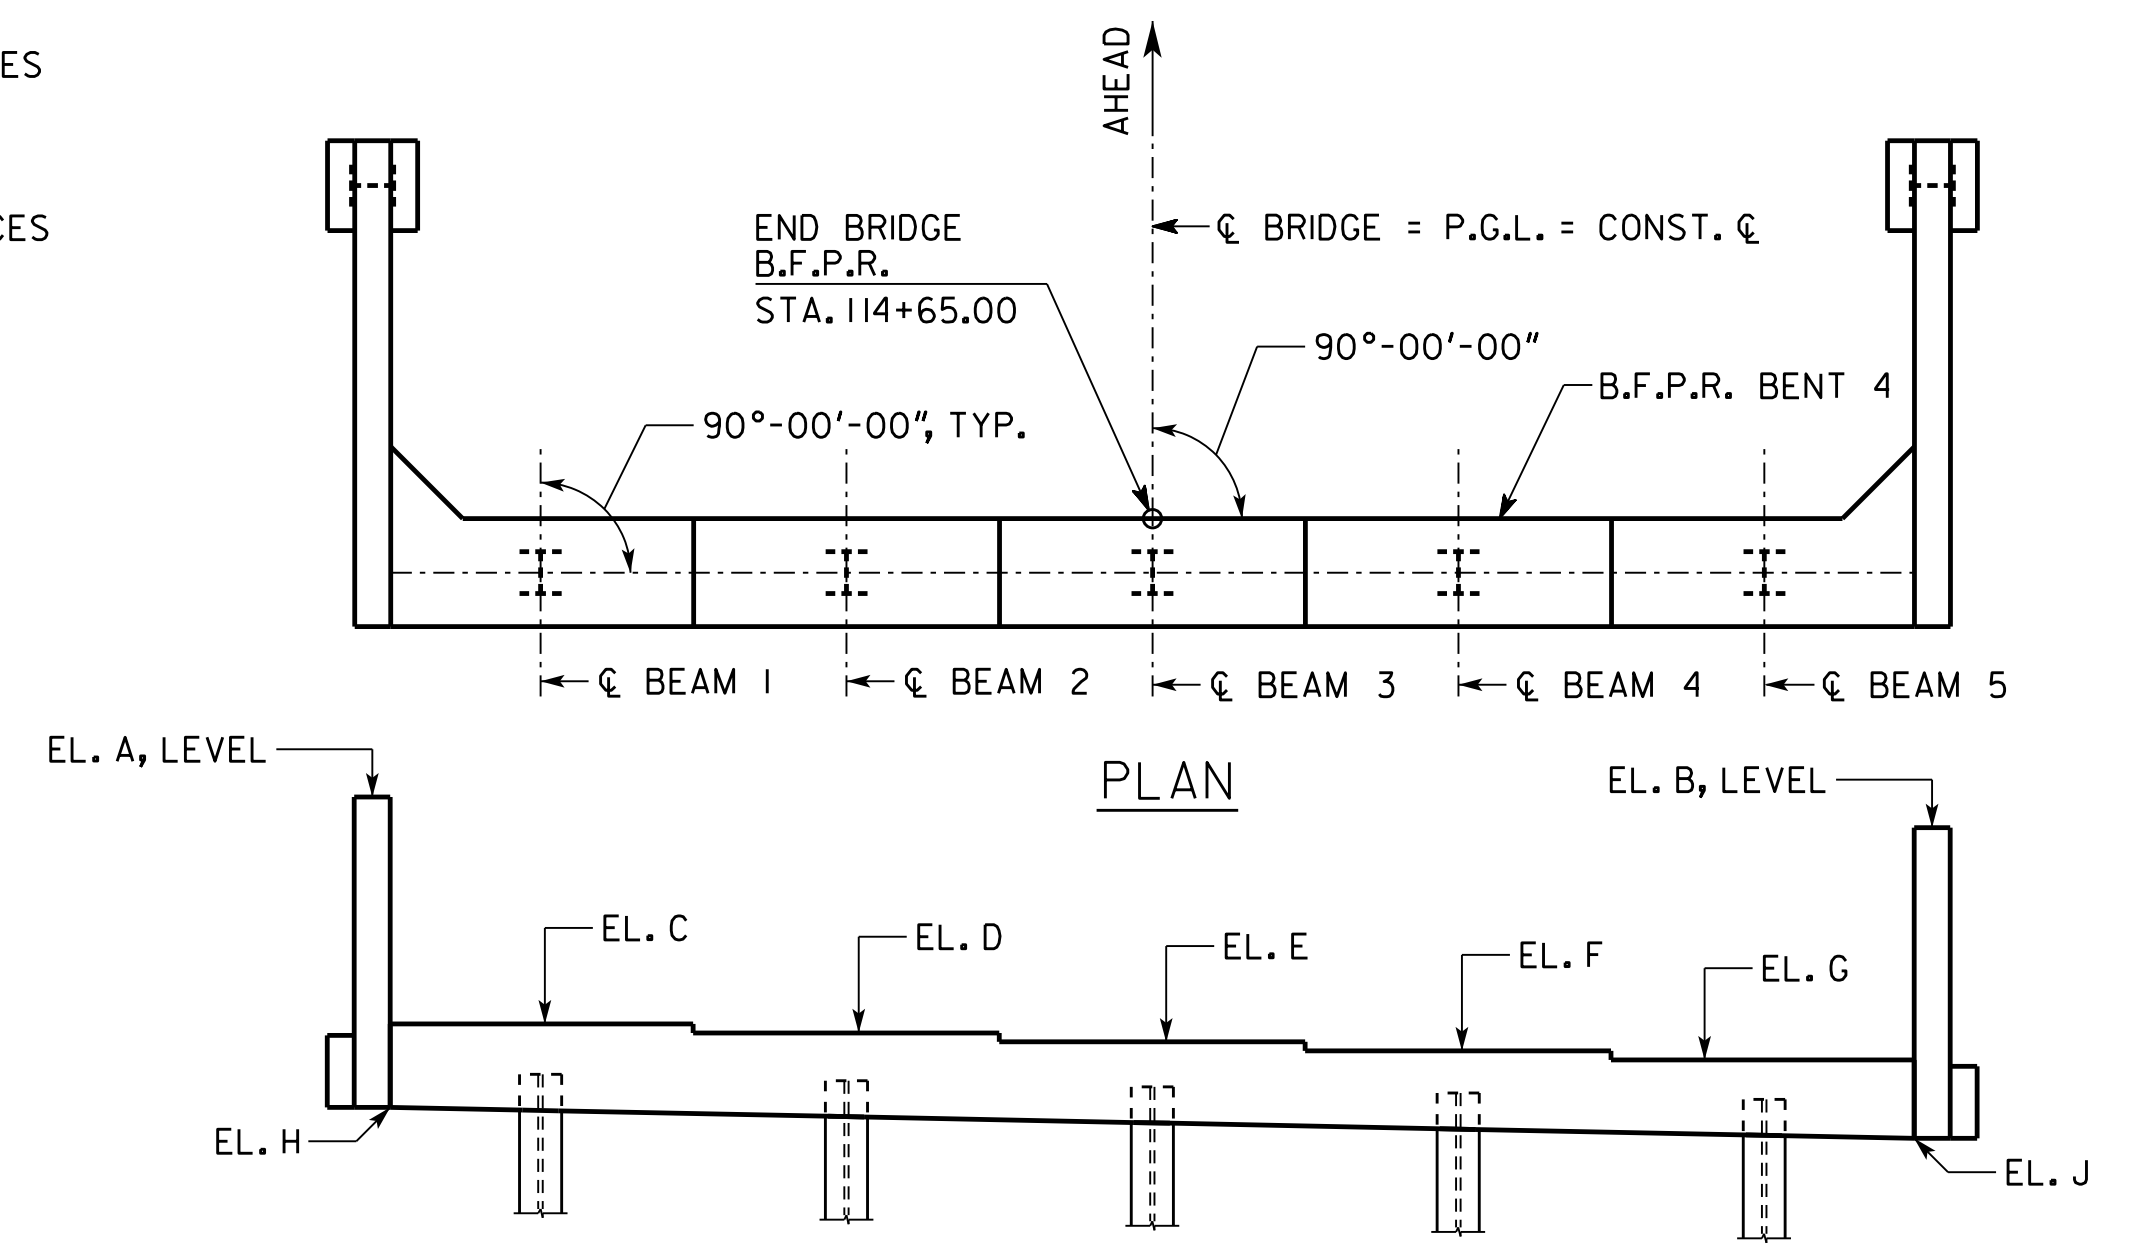 ES
CES
AHEAD
END BRIDGE
B.F.P.R.
STA. 114+65.00
℄ BRIDGE = P.G.L. = CONST. ℄
90°-00'-00"
B.F.P.R. BENT 4
90°-00'-00", TYP.
℄ BEAM 1
℄ BEAM 2
℄ BEAM 3
℄ BEAM 4
℄ BEAM 5
PLAN
EL. A, LEVEL
EL. B, LEVEL
EL. C
EL. D
EL. E
EL. F
EL. G
EL. H
EL. J